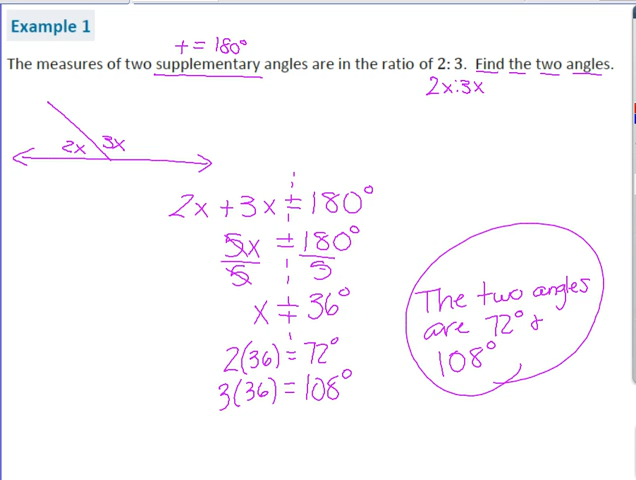 Example 1
+ = 180°
The measures of two supplementary angles are in the ratio of 2: 3. Find the two angles.
2x:3x
2x 3x
2x + 3x = 180°
5x = 180°
5 5
x = 36°
2(36) = 72°
3(36) = 108°
The two angles
are 72° +
108°